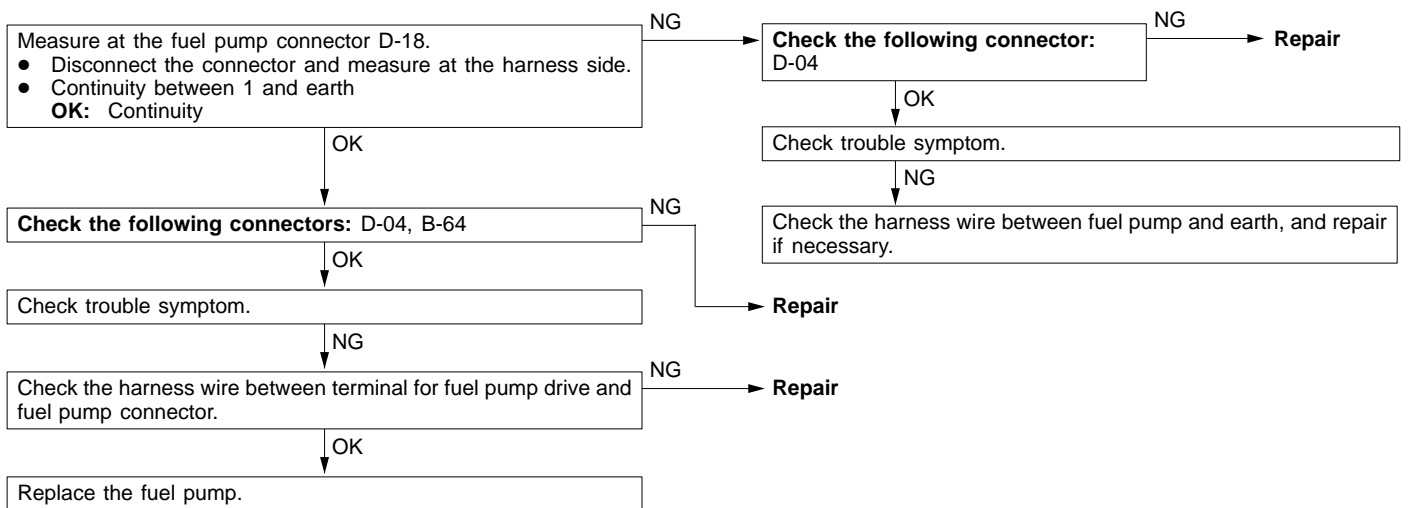 Measure at the fuel pump connector D-18.
● Disconnect the connector and measure at the harness side.
● Continuity between 1 and earth
OK: Continuity
NG
Check the following connector:
D-04
NG
Repair
OK
Check trouble symptom.
NG
Check the harness wire between fuel pump and earth, and repair
if necessary.
OK
Check the following connectors: D-04, B-64
NG
Repair
OK
Check trouble symptom.
NG
Check the harness wire between terminal for fuel pump drive and
fuel pump connector.
NG
Repair
OK
Replace the fuel pump.